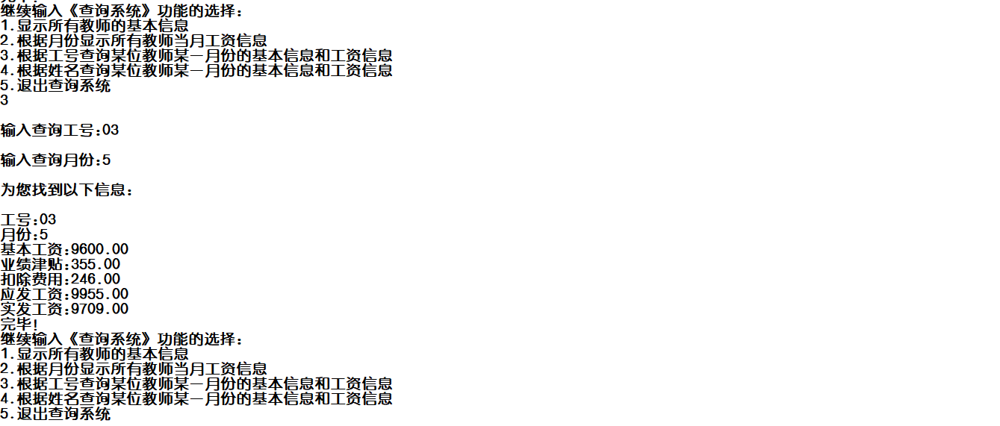 继续输入《查询系统》功能的选择：
1.显示所有教师的基本信息
2.根据月份显示所有教师当月工资信息
3.根据工号查询某位教师某一月份的基本信息和工资信息
4.根据姓名查询某位教师某一月份的基本信息和工资信息
5.退出查询系统
3
输入查询工号:03
输入查询月份:5
为您找到以下信息：
工号:03
月份:5
基本工资:9600.00
业绩津贴:355.00
扣除费用:246.00
应发工资:9955.00
实发工资:9709.00
完毕!
继续输入《查询系统》功能的选择：
1.显示所有教师的基本信息
2.根据月份显示所有教师当月工资信息
3.根据工号查询某位教师某一月份的基本信息和工资信息
4.根据姓名查询某位教师某一月份的基本信息和工资信息
5.退出查询系统